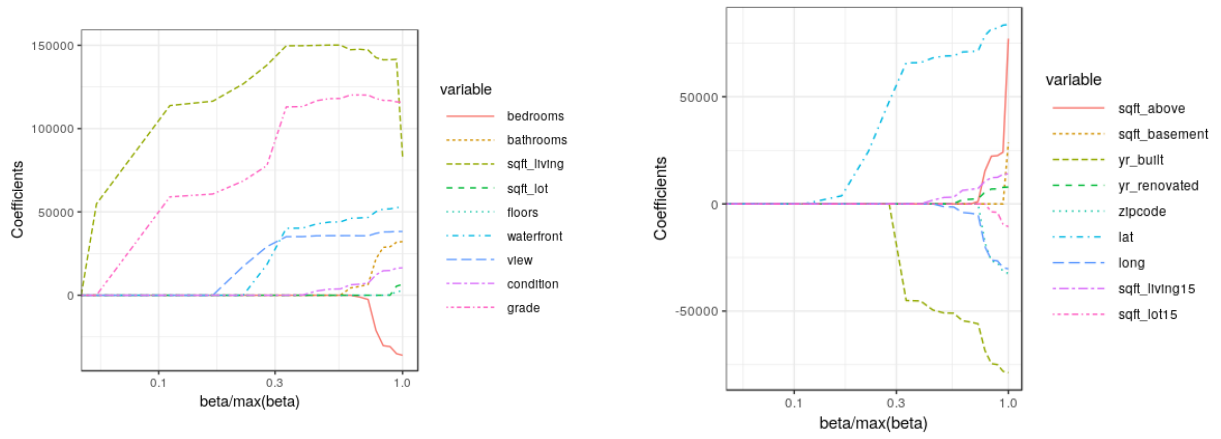 150000
100000
50000
0
Coefficients
0.1
0.3
1.0
beta/max(beta)
variable
bedrooms
bathrooms
sqft_living
sqft_lot
floors
waterfront
view
condition
grade
50000
0
-50000
Coefficients
0.1
0.3
1.0
beta/max(beta)
variable
sqft_above
sqft_basement
yr_built
yr_renovated
zipcode
lat
long
sqft_living15
sqft_lot15